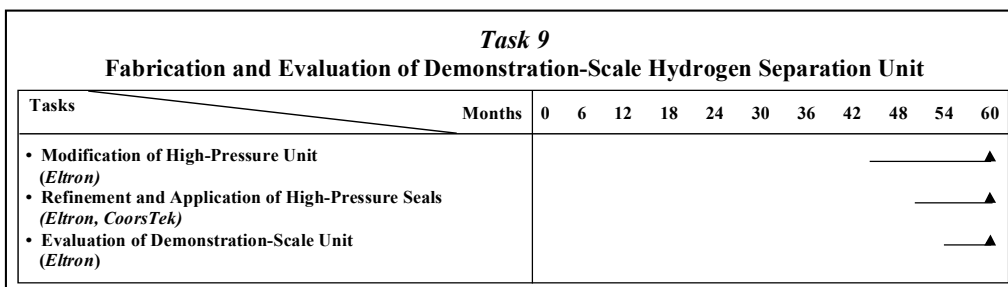 Task 9
Fabrication and Evaluation of Demonstration-Scale Hydrogen Separation Unit
Tasks Months 0 6 12 18 24 30 36 42 48 54 60
• Modification of High-Pressure Unit
(Eltron)
• Refinement and Application of High-Pressure Seals
(Eltron, CoorsTek)
• Evaluation of Demonstration-Scale Unit
(Eltron)